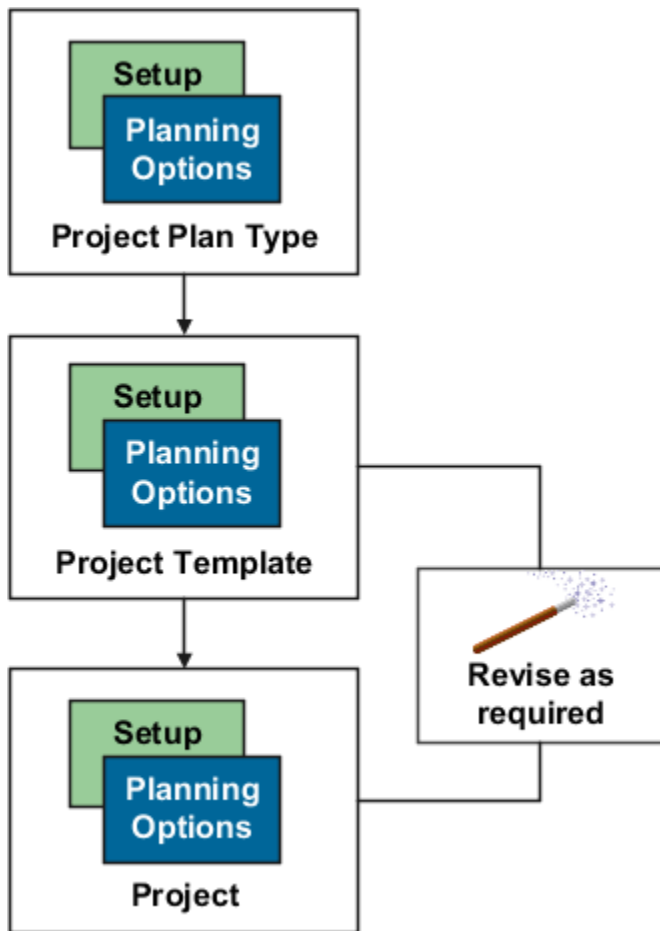 Setup
Planning
Options
Project Plan Type
Setup
Planning
Options
Project Template
Revise as
required
Setup
Planning
Options
Project